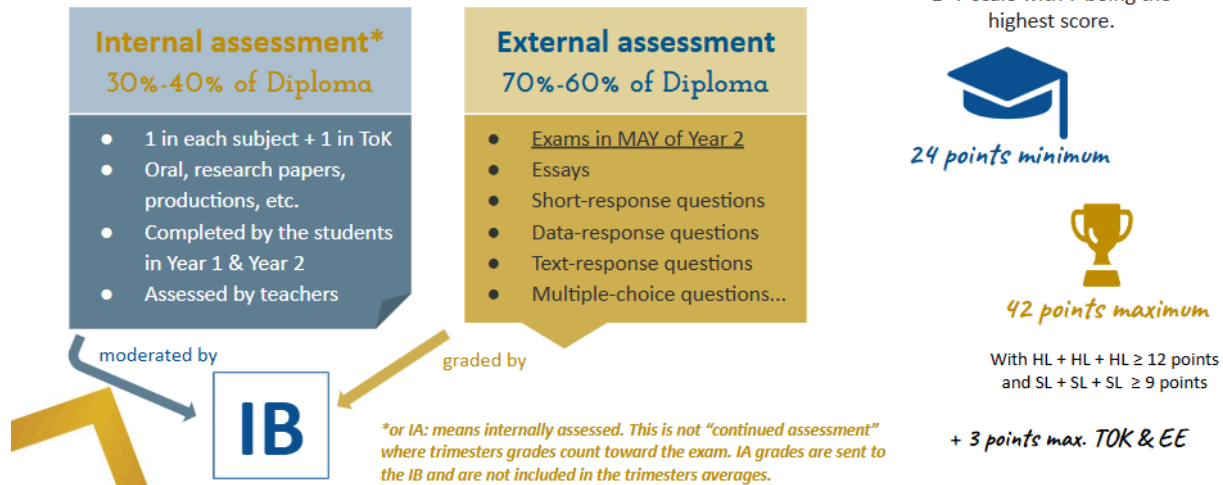 Internal assessment*
30%-40% of Diploma
● 1 in each subject + 1 in ToK
● Oral, research papers,
productions, etc.
● Completed by the students
in Year 1 & Year 2
● Assessed by teachers
moderated by
External assessment
70%-60% of Diploma
● Exams in MAY of Year 2
● Essays
● Short-response questions
● Data-response questions
● Text-response questions
● Multiple-choice questions...
graded by
IB
*or IA: means internally assessed. This is not “continued assessment”
where trimesters grades count toward the exam. IA grades are sent to
the IB and are not included in the trimesters averages.
highest score.
24 points minimum
42 points maximum
With HL + HL + HL ≥ 12 points
and SL + SL + SL ≥ 9 points
+ 3 points max. TOK & EE